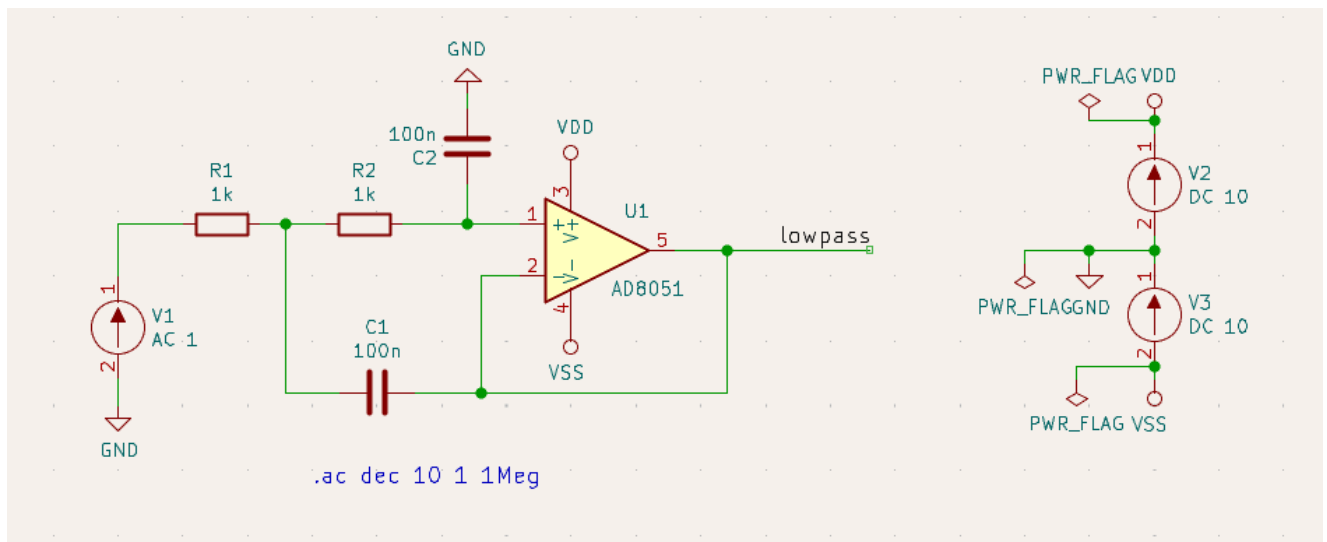 GND
100n
C2
VDD
3
R1
1k
R2
1k
1
+
V+
U1
5
lowpass
2
-
V-
AD8051
4
VSS
1
V1
AC 1
2
GND
C1
100n
.ac dec 10 1 1Meg
PWR_FLAG
VDD
1
V2
DC 10
2
PWR_FLAG
GND
1
V3
DC 10
2
PWR_FLAG
VSS